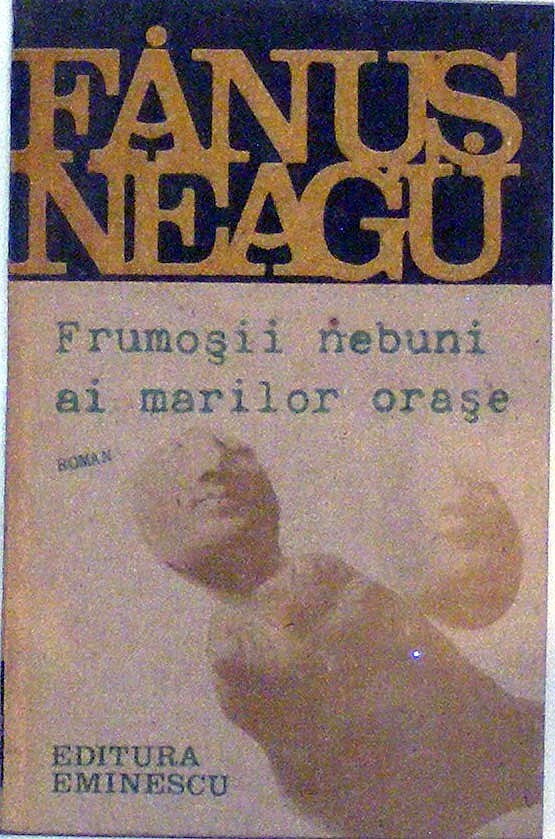 FĂNUȘ
NEAGU
Frumoşii nebuni
ai marilor oraşe
ROMAN
EDITURA
EMINESCU